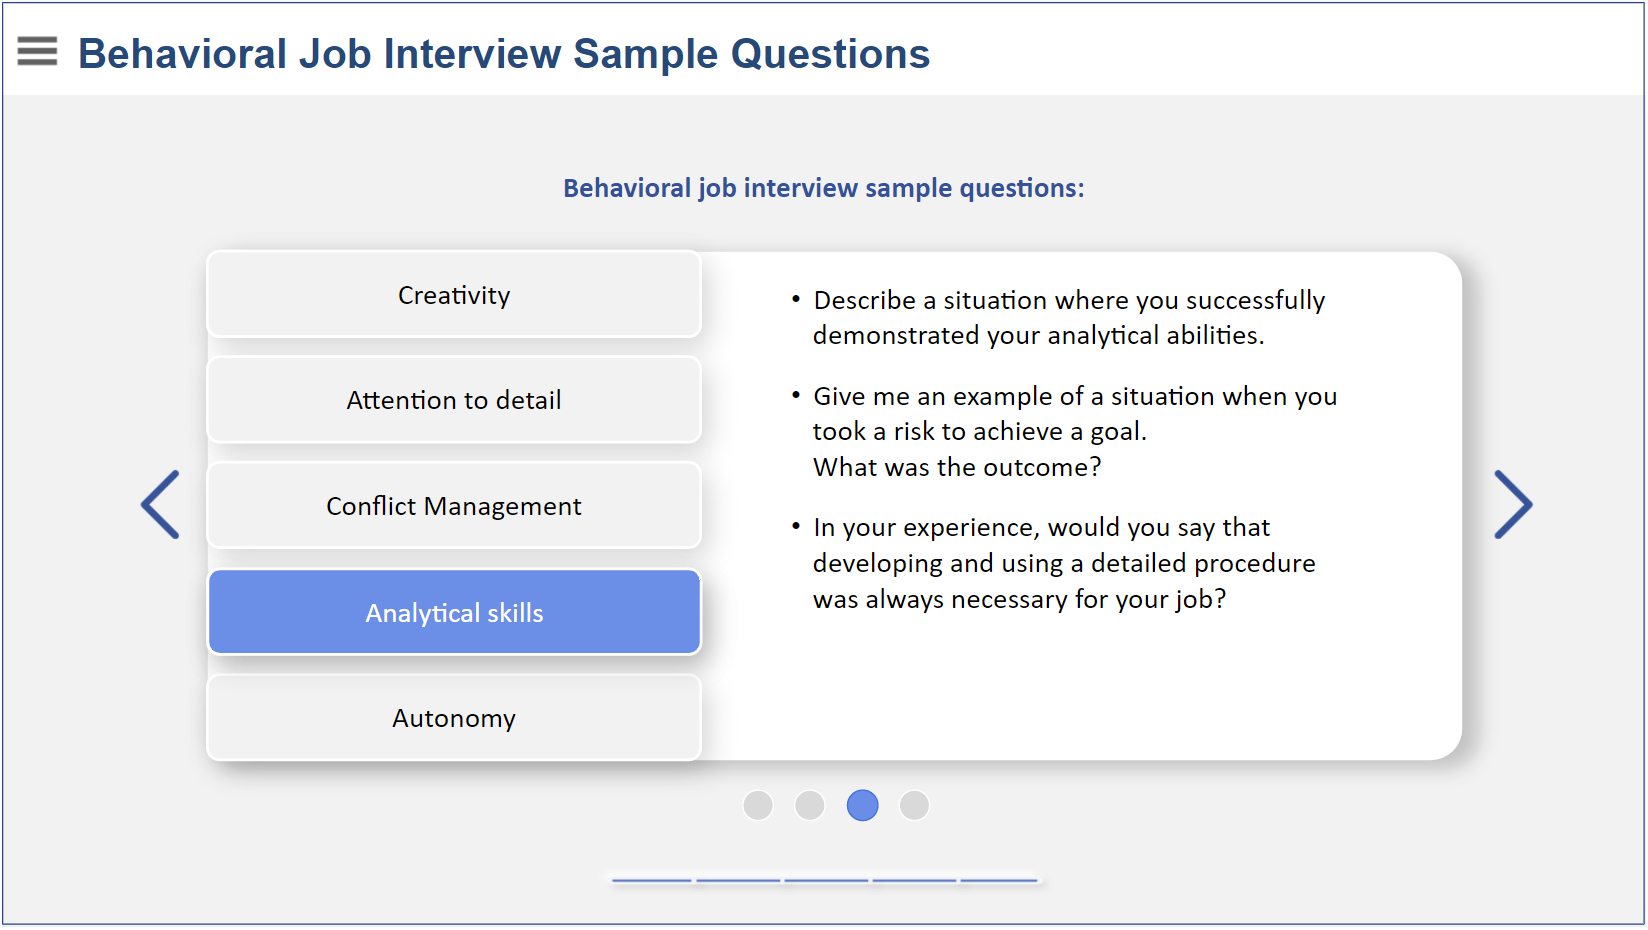 Behavioral Job Interview Sample Questions
Behavioral job interview sample questions:
Creativity
Attention to detail
Conflict Management
Analytical skills
Autonomy
• Describe a situation where you successfully
demonstrated your analytical abilities.
• Give me an example of a situation when you
took a risk to achieve a goal.
What was the outcome?
• In your experience, would you say that
developing and using a detailed procedure
was always necessary for your job?